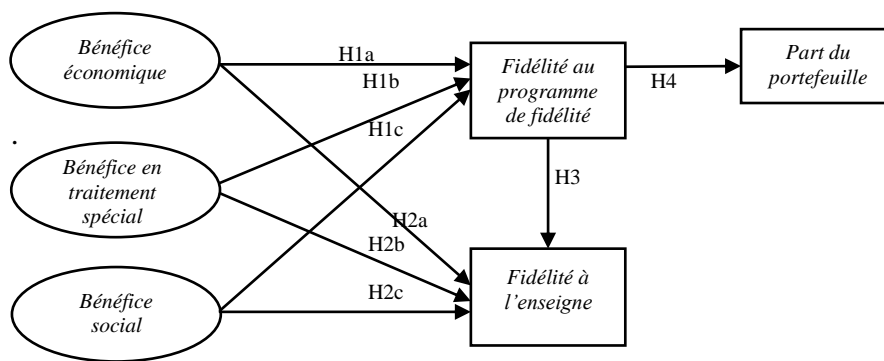 Bénéfice
économique
Bénéfice en
traitement
spécial
Bénéfice
social
H1a
H1b
H1c
H2a
H2b
H2c
Fidélité au
programme
de fidélité
H4
H3
Part du
portefeuille
Fidélité à
l’enseigne